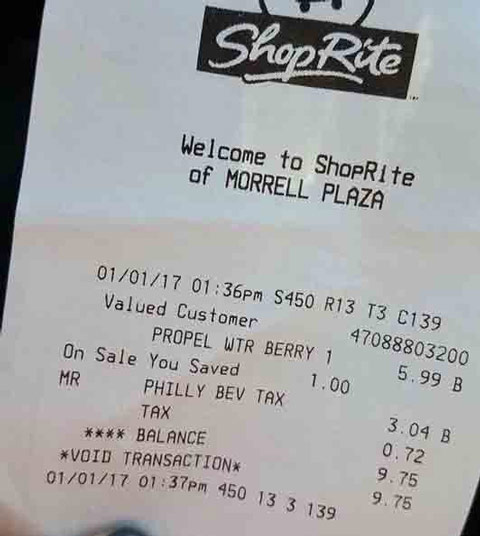 ShopRite
Welcome to ShopRite
of MORRELL PLAZA
01/01/17 01:36pm S450 R13 T3 C139
Valued Customer 47088803200
PROPEL WTR BERRY 1 5.99 B
On Sale You Saved 1.00
MR PHILLY BEV TAX 3.04 B
TAX 0.72
**** BALANCE 9.75
*VOID TRANSACTION* 9.75
01/01/17 01:37pm 450 13 3 139